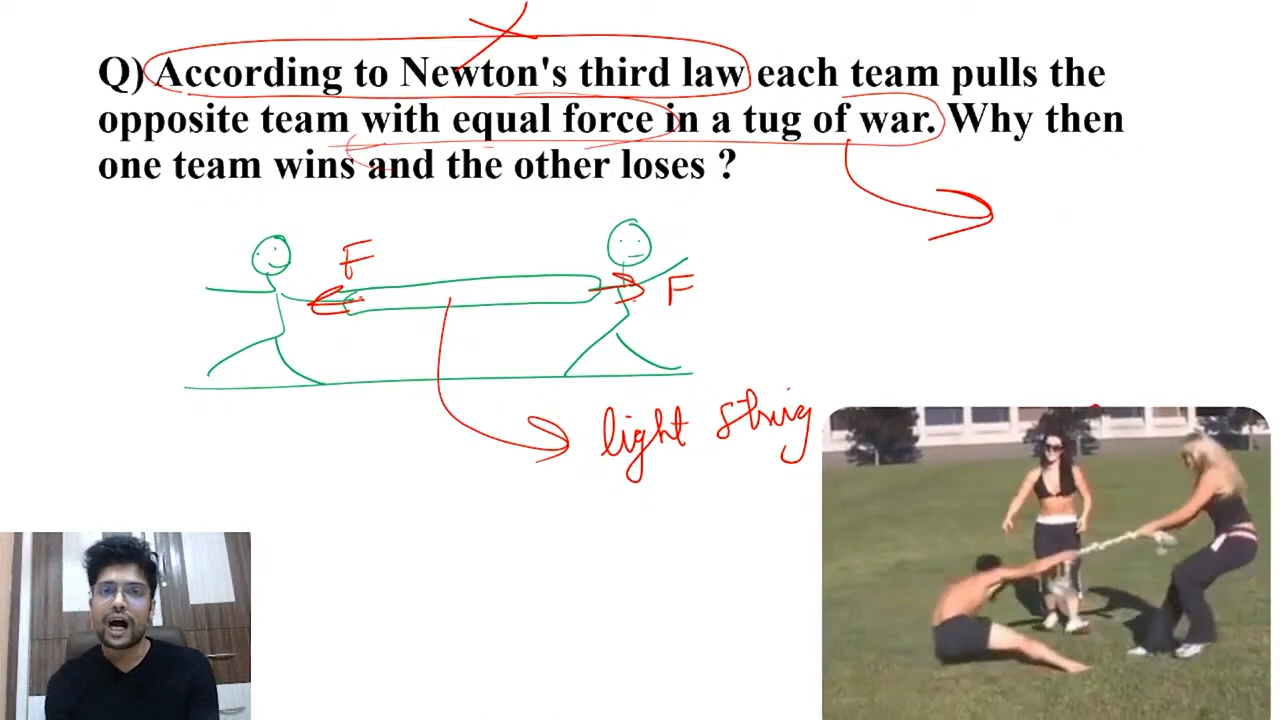 Q) According to Newton's third law each team pulls the
opposite team with equal force in a tug of war. Why then
one team wins and the other loses ?
F
F
light string